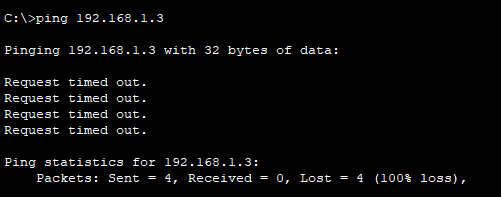 C:\>ping 192.168.1.3
Pinging 192.168.1.3 with 32 bytes of data:
Request timed out.
Request timed out.
Request timed out.
Request timed out.
Ping statistics for 192.168.1.3:
Packets: Sent = 4, Received = 0, Lost = 4 (100% loss),